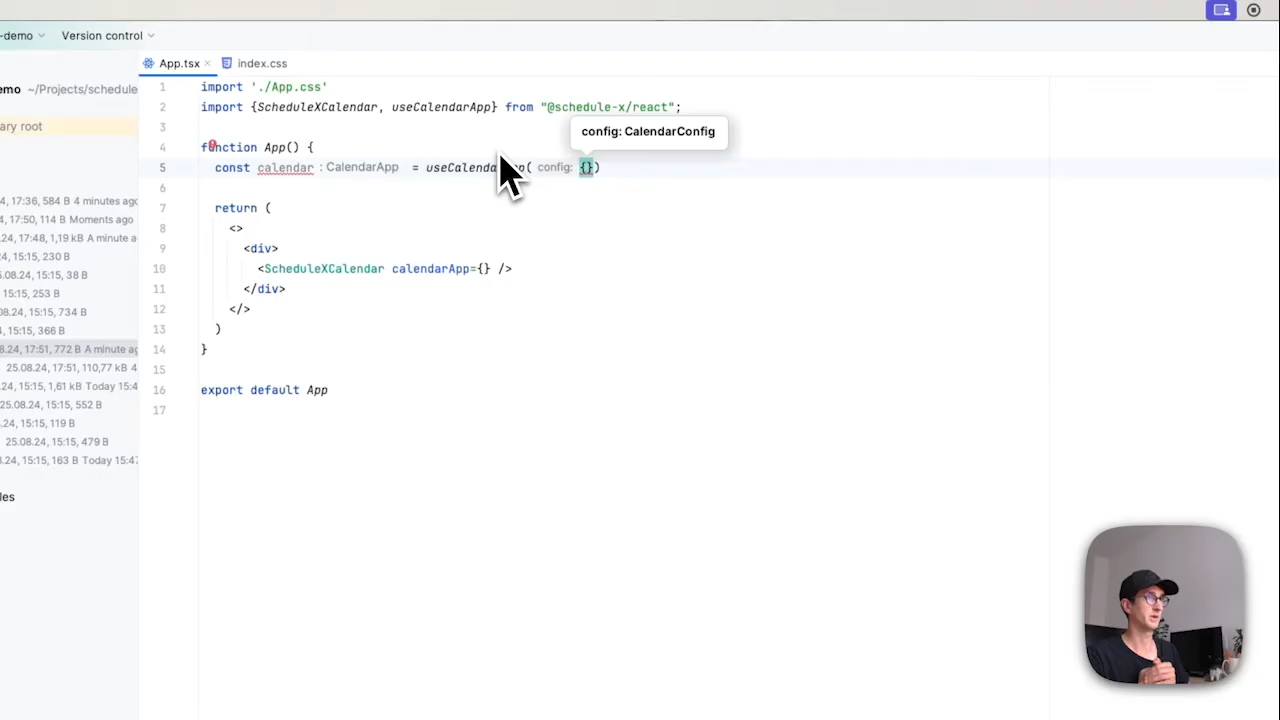 -demo
Version control
App.tsx
index.css
emo ~/Projects/schedule
ary root
4, 17:36, 584 B 4 minutes ago
4, 17:50, 114 B Moments ago
.24, 17:48, 1,19 kB A minute a
.08.24, 15:15, 230 B
5.08.24, 15:15, 38 B
15:15, 253 B
08.24, 15:15, 734 B
4, 15:15, 366 B
8.24, 17:51, 772 B A minute ag
25.08.24, 17:51, 110,77 kB 4
.24, 15:15, 1,61 kB Today 15:4
25.08.24, 15:15, 552 B
.24, 15:15, 119 B
25.08.24, 15:15, 479 B
8.24, 15:15, 163 B Today 15:47
les
1 import './App.css'
2 import {ScheduleXCalendar, useCalendarApp} from "@schedule-x/react";
3
config: CalendarConfig
4 function App() {
5 const calendar : CalendarApp = useCalenda p( config: {})
6
7 return (
8 <>
9 <div>
10 <ScheduleXCalendar calendarApp={} />
11 </div>
12 </>
13 )
14 }
15
16 export default App
17